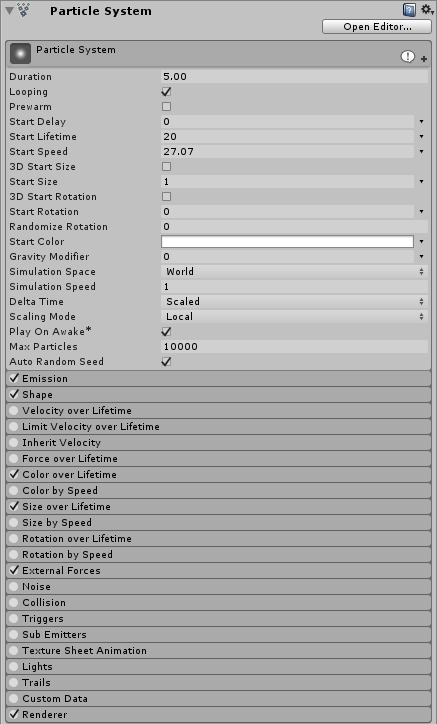 Particle System
Open Editor...
Particle System
Duration 5.00
Looping
Prewarm
Start Delay 0
Start Lifetime 20
Start Speed 27.07
3D Start Size
Start Size 1
3D Start Rotation
Start Rotation 0
Randomize Rotation 0
Start Color
Gravity Modifier 0
Simulation Space World
Simulation Speed 1
Delta Time Scaled
Scaling Mode Local
Play On Awake*
Max Particles 10000
Auto Random Seed
Emission
Shape
Velocity over Lifetime
Limit Velocity over Lifetime
Inherit Velocity
Force over Lifetime
Color over Lifetime
Color by Speed
Size over Lifetime
Size by Speed
Rotation over Lifetime
Rotation by Speed
External Forces
Noise
Collision
Triggers
Sub Emitters
Texture Sheet Animation
Lights
Trails
Custom Data
Renderer